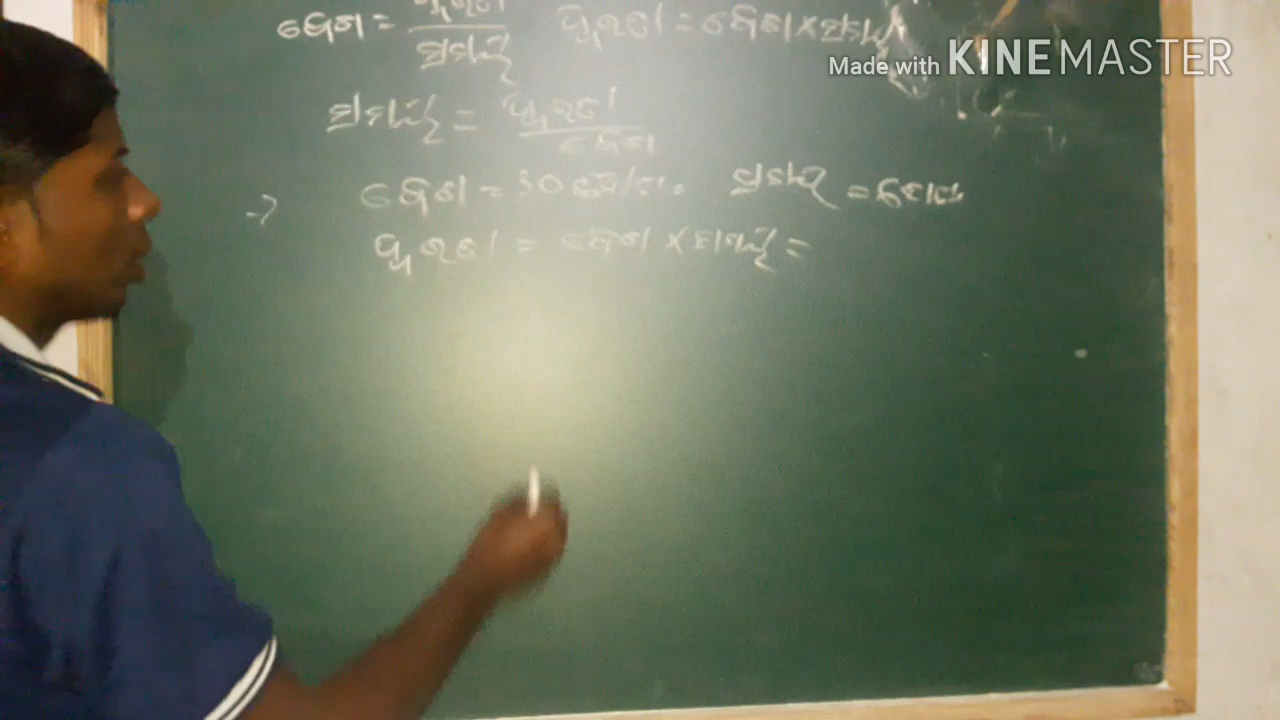 ବେଗ = ଦୂରତା / ସମୟ ଦୂରତା = ବେଗ × ସମୟ
Made with KINEMASTER
ସମୟ = ଦୂରତା / ବେଗ
→ ବେଗ = 30 ସମୟ =
ଦୂରତା = ବେଗ × ସମୟ =